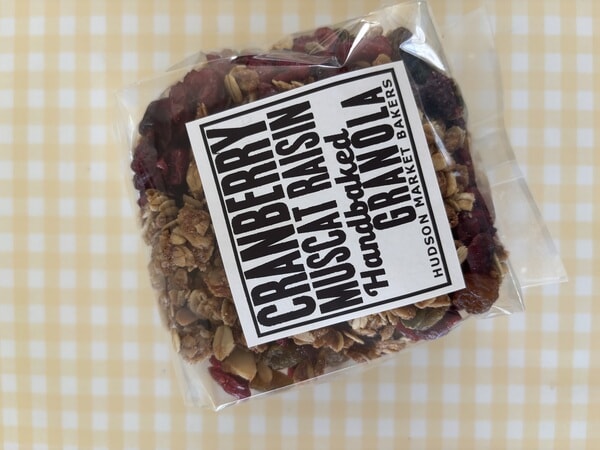 CRANBERRY
MUSCAT RAISIN
Handbaked
GRANOLA
HUDSON MARKET BAKERS